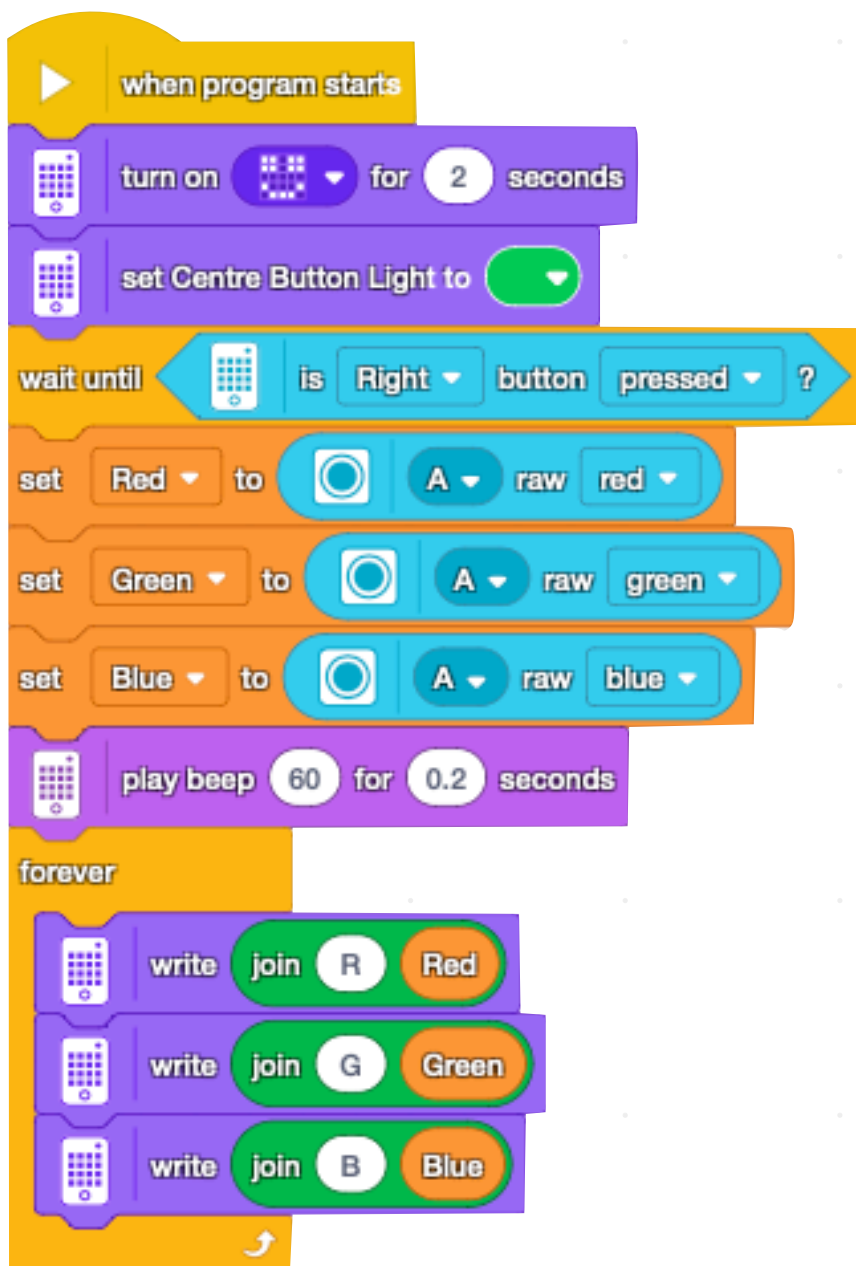 when program starts
turn on for 2 seconds
set Centre Button Light to
wait until is Right button pressed ?
set Red to A raw red
set Green to A raw green
set Blue to A raw blue
play beep 60 for 0.2 seconds
forever
write join R Red
write join G Green
write join B Blue